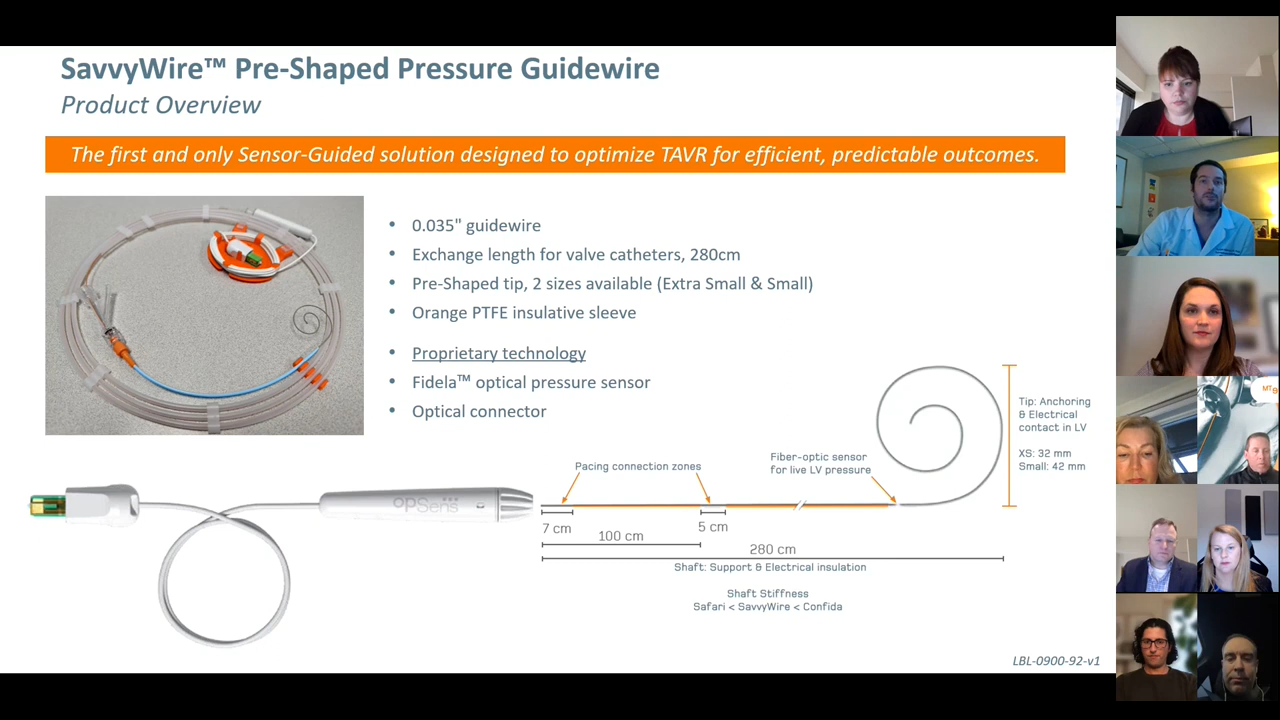 SavvyWire™ Pre-Shaped Pressure Guidewire
Product Overview
The first and only Sensor-Guided solution designed to optimize TAVR for efficient, predictable outcomes.
• 0.035" guidewire
• Exchange length for valve catheters, 280cm
• Pre-Shaped tip, 2 sizes available (Extra Small & Small)
• Orange PTFE insulative sleeve
• Proprietary technology
• Fidela™ optical pressure sensor
• Optical connector
Tip: Anchoring
& Electrical
contact in LV
XS: 32 mm
Small: 42 mm
Pacing connection zones
Fiber-optic sensor
for live LV pressure
opSens
7 cm
5 cm
100 cm
280 cm
Shaft: Support & Electrical insulation
Shaft Stiffness
Safari < SavvyWire < Confida
LBL-0900-92-v1